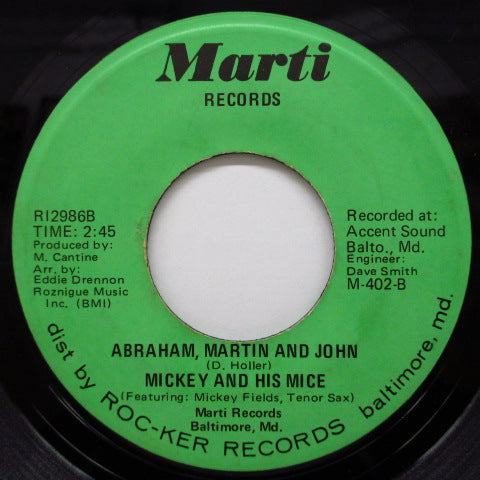 Marti
RECORDS
RI2986B
TIME: 2:45
Produced by:
M. Cantine
Arr. by:
Eddie Drennon
Roznigue Music
Inc. (BMI)
Recorded at:
Accent Sound
Balto., Md.
Engineer:
Dave Smith
M-402-B
ABRAHAM, MARTIN AND JOHN
(D. Holler)
MICKEY AND HIS MICE
(Featuring: Mickey Fields, Tenor Sax)
Marti Records
Baltimore, Md.
dist by ROC-KER RECORDS baltimore, md.